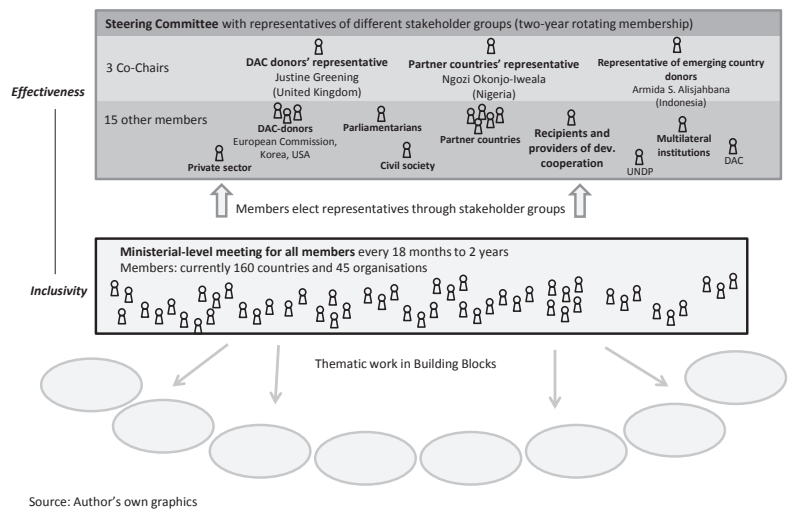 Steering Committee with representatives of different stakeholder groups (two-year rotating membership)
3 Co-Chairs
DAC donors’ representative
Justine Greening
(United Kingdom)
Partner countries’ representative
Ngozi Okonjo-Iweala
(Nigeria)
Representative of emerging country
donors
Armida S. Alisjahbana
(Indonesia)
Effectiveness
15 other members
DAC-donors
European Commission,
Korea, USA
Private sector
Parliamentarians
Civil society
Partner countries
Recipients and
providers of dev.
cooperation
UNDP
Multilateral
institutions
DAC
Members elect representatives through stakeholder groups
Ministerial-level meeting for all members every 18 months to 2 years
Members: currently 160 countries and 45 organisations
Inclusivity
Thematic work in Building Blocks
Source: Author’s own graphics